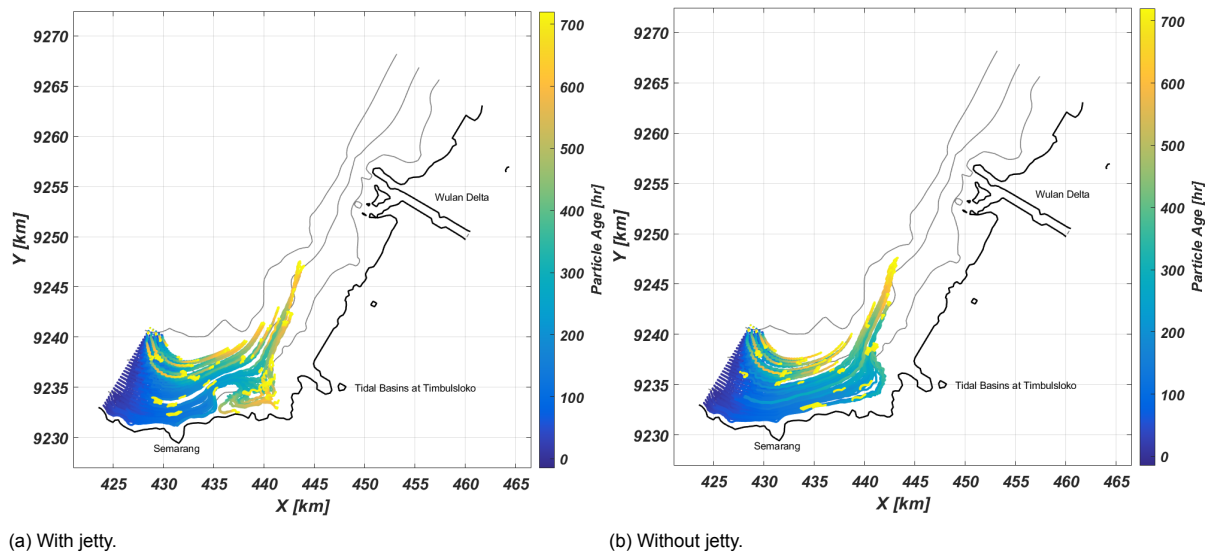 9270
9265
9260
9255
9250
9245
9240
9235
9230
Y [km]
425 430 435 440 445 450 455 460 465
X [km]
Wulan Delta
Tidal Basins at Timbulsloko
Semarang
700
600
500
400
300
200
100
0
Particle Age [hr]
(a) With jetty.
9270
9265
9260
9255
9250
9245
9240
9235
9230
Y [km]
425 430 435 440 445 450 455 460 465
X [km]
Wulan Delta
Tidal Basins at Timbulsloko
Semarang
700
600
500
400
300
200
100
0
Particle Age [hr]
(b) Without jetty.